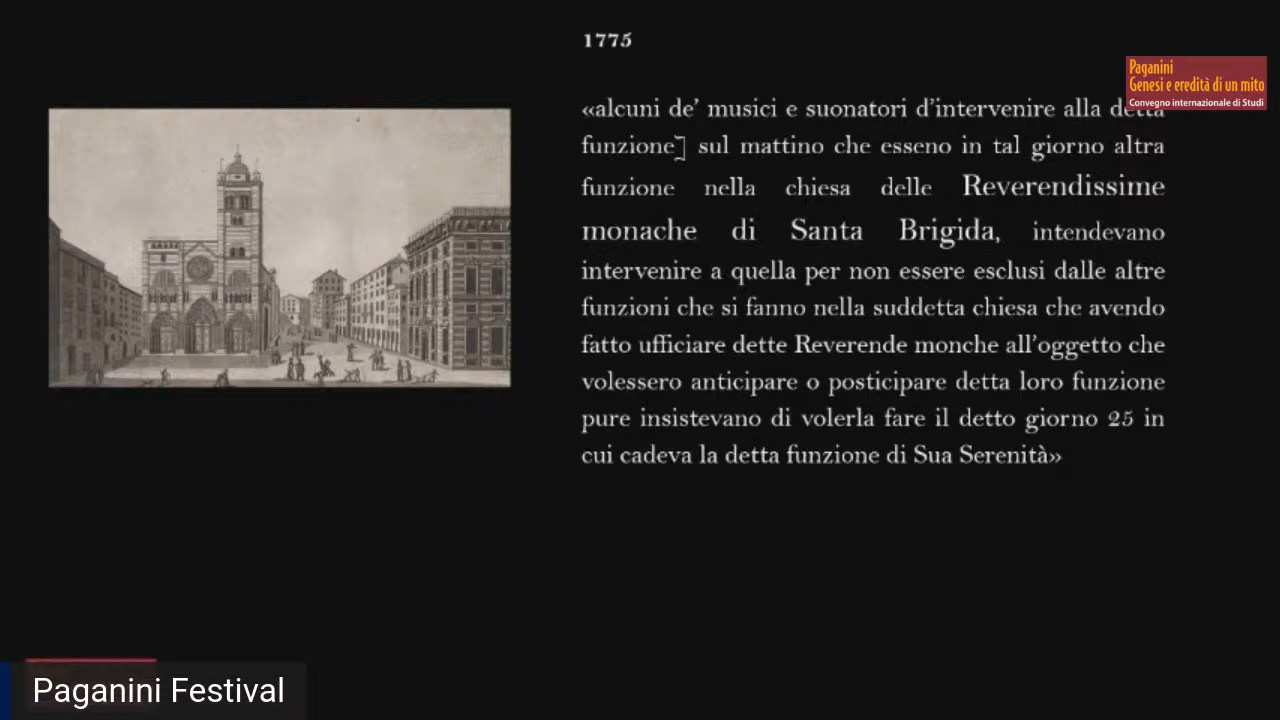 1775
Paganini
Genesi e eredità di un mito
Convegno internazionale di Studi
«alcuni de’ musici e suonatori d’intervenire alla detta
funzione] sul mattino che esseno in tal giorno altra
funzione nella chiesa delle Reverendissime
monache di Santa Brigida, intendevano
intervenire a quella per non essere esclusi dalle altre
funzioni che si fanno nella suddetta chiesa che avendo
fatto ufficiare dette Reverende monche all’oggetto che
volessero anticipare o posticipare detta loro funzione
pure insistevano di volerla fare il detto giorno 25 in
cui cadeva la detta funzione di Sua Serenità»
Paganini Festival